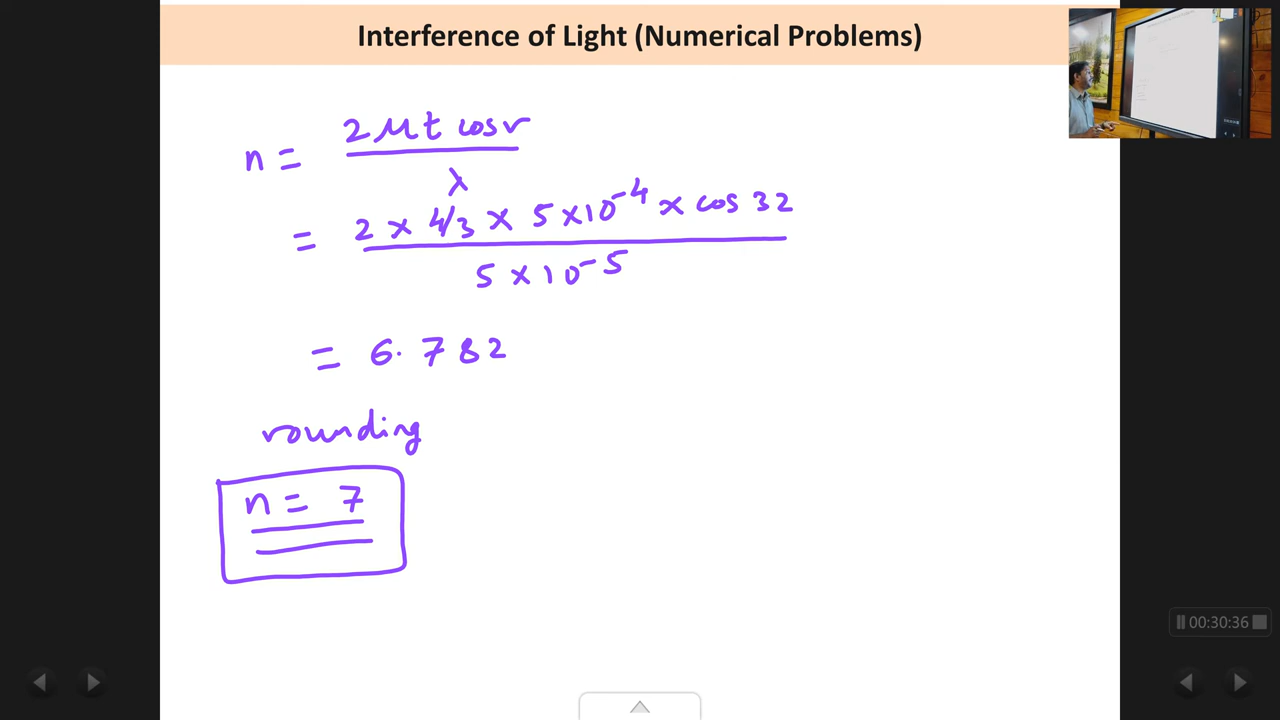 Interference of Light (Numerical Problems)
n = 2μt cosr / λ
= 2 × 4/3 × 5×10⁻⁴ × cos 32 / 5 × 10⁻⁵
= 6.782
rounding
n = 7
00:30:36